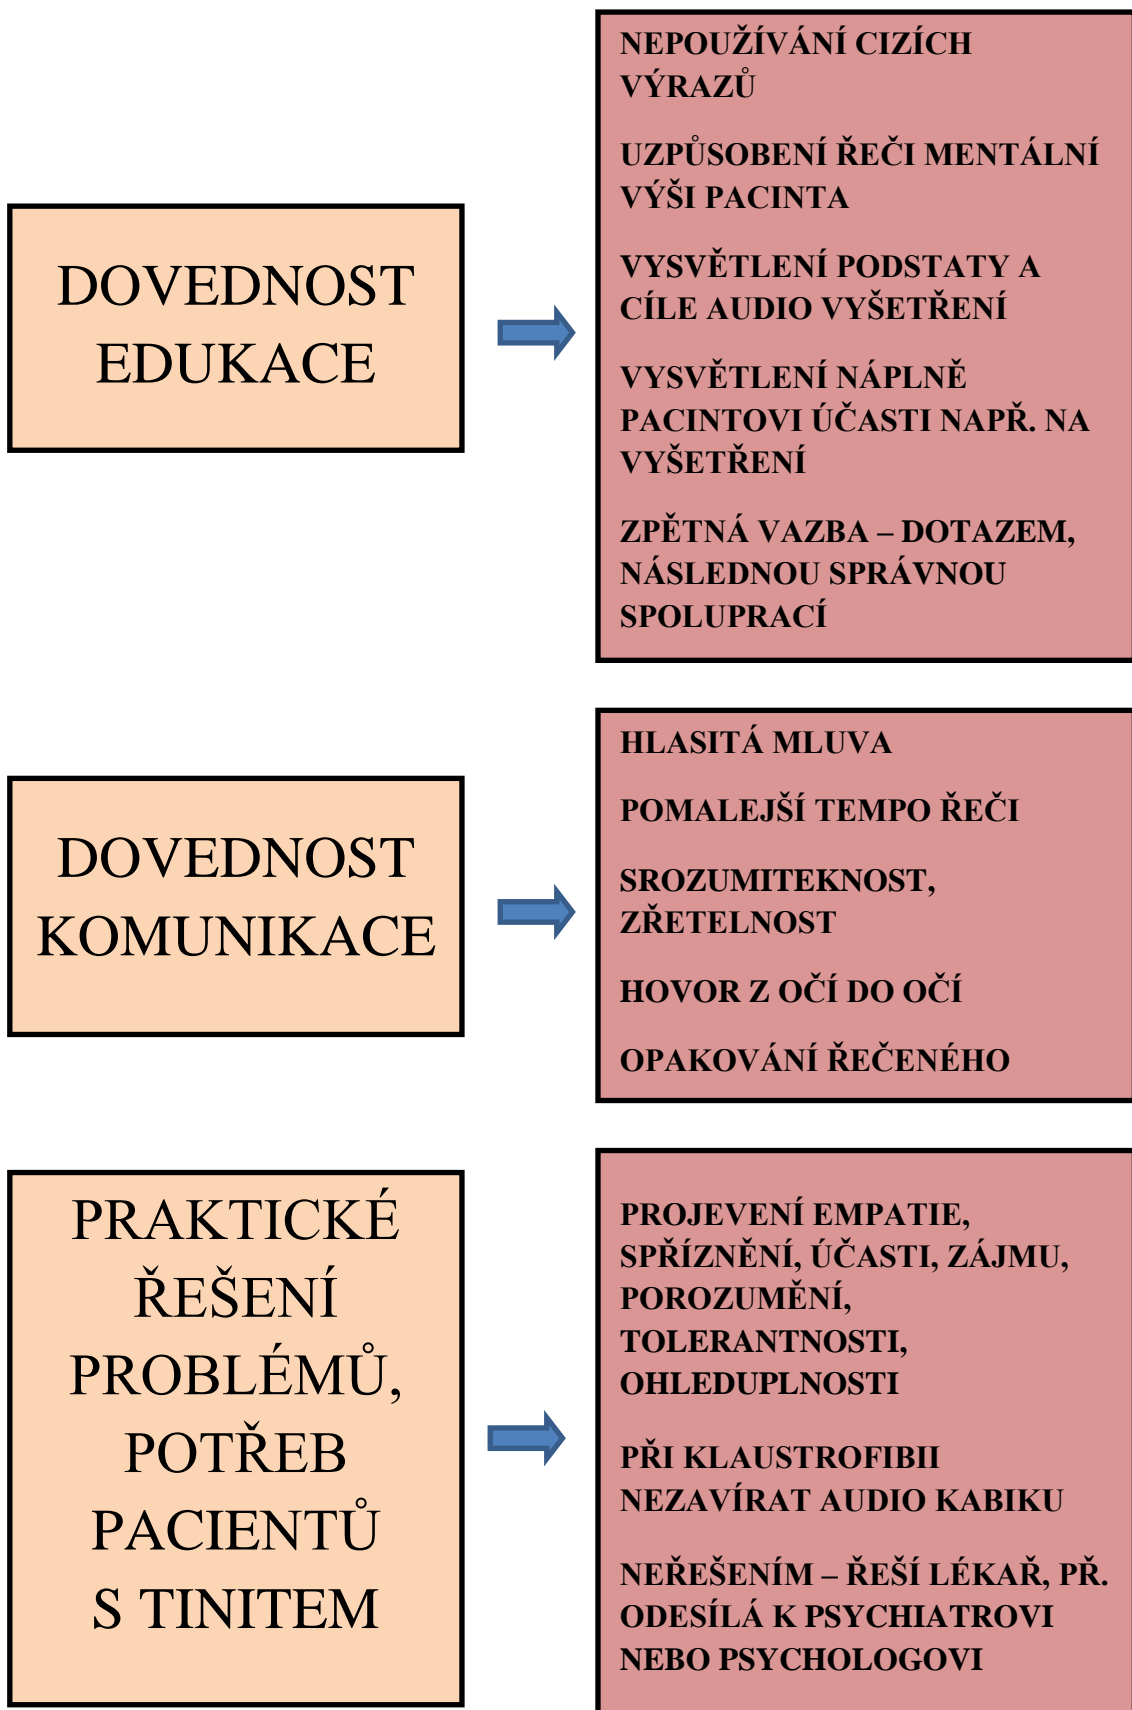 DOVEDNOST
EDUKACE
NEPOUŽÍVÁNÍ CIZÍCH
VÝRAZŮ
UZPŮSOBENÍ ŘEČI MENTÁLNÍ
VÝŠI PACINTA
VYSVĚTLENÍ PODSTATY A
CÍLE AUDIO VYŠETŘENÍ
VYSVĚTLENÍ NÁPLNĚ
PACINTOVI ÚČASTI NAPŘ. NA
VYŠETŘENÍ
ZPĚTNÁ VAZBA – DOTAZEM,
NÁSLEDNOU SPRÁVNOU
SPOLUPRACÍ
DOVEDNOST
KOMUNIKACE
HLASITÁ MLUVA
POMALEJŠÍ TEMPO ŘEČI
SROZUMITEKNOST,
ZŘETELNOST
HOVOR Z OČÍ DO OČÍ
OPAKOVÁNÍ ŘEČENÉHO
PRAKTICKÉ
ŘEŠENÍ
PROBLÉMŮ,
POTŘEB
PACIENTŮ
S TINITEM
PROJEVENÍ EMPATIE,
SPŘÍZNĚNÍ, ÚČASTI, ZÁJMU,
POROZUMĚNÍ,
TOLERANTNOSTI,
OHLEDUPLNOSTI
PŘI KLAUSTROFIBII
NEZAVÍRAT AUDIO KABIKU
NEŘEŠENÍM – ŘEŠÍ LÉKAŘ, PŘ.
ODESÍLÁ K PSYCHIATROVI
NEBO PSYCHOLOGOVI